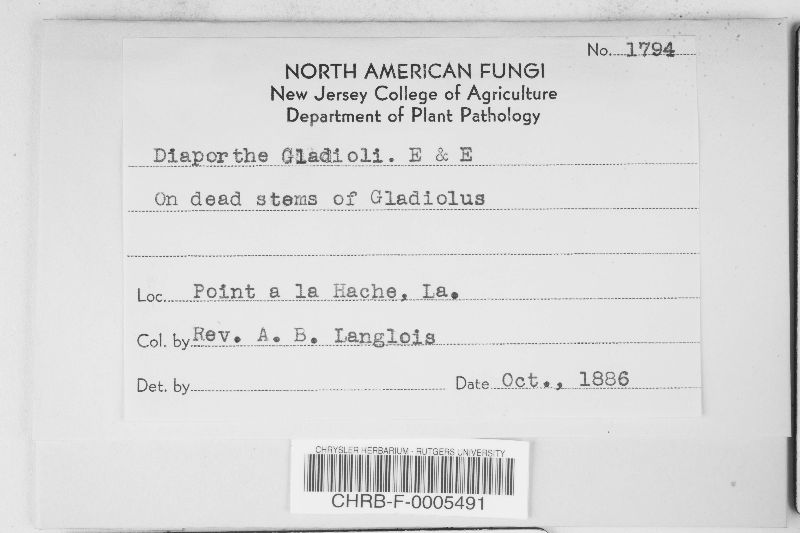 No. 1794
NORTH AMERICAN FUNGI
New Jersey College of Agriculture
Department of Plant Pathology
Diaporthe Gladioli. E & E
On dead stems of Gladiolus
Loc. Point a la Hache, La.
Col. by Rev. A. B. Langlois
Det. by Date Oct., 1886
CHRYSLER HERBARIUM - RUTGERS UNIVERSITY
CHRB-F-0005491